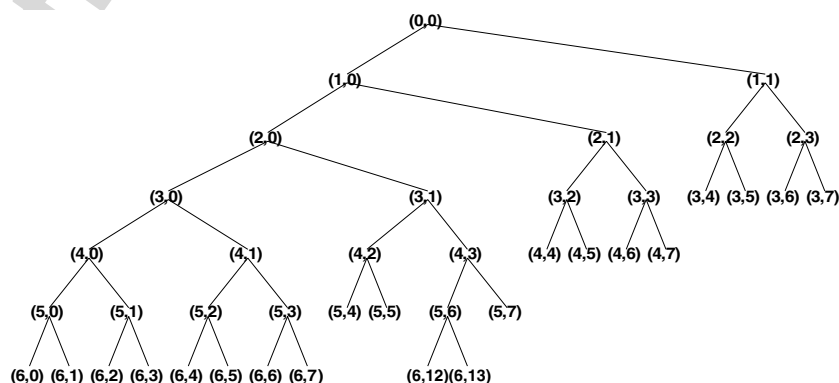 (0,0)
(1,0) (1,1)
(2,0) (2,1) (2,2) (2,3)
(3,0) (3,1) (3,2) (3,3) (3,4) (3,5) (3,6) (3,7)
(4,0) (4,1) (4,2) (4,3) (4,4) (4,5) (4,6) (4,7)
(5,0) (5,1) (5,2) (5,3) (5,4) (5,5) (5,6) (5,7)
(6,0) (6,1) (6,2) (6,3) (6,4) (6,5) (6,6) (6,7) (6,12) (6,13)